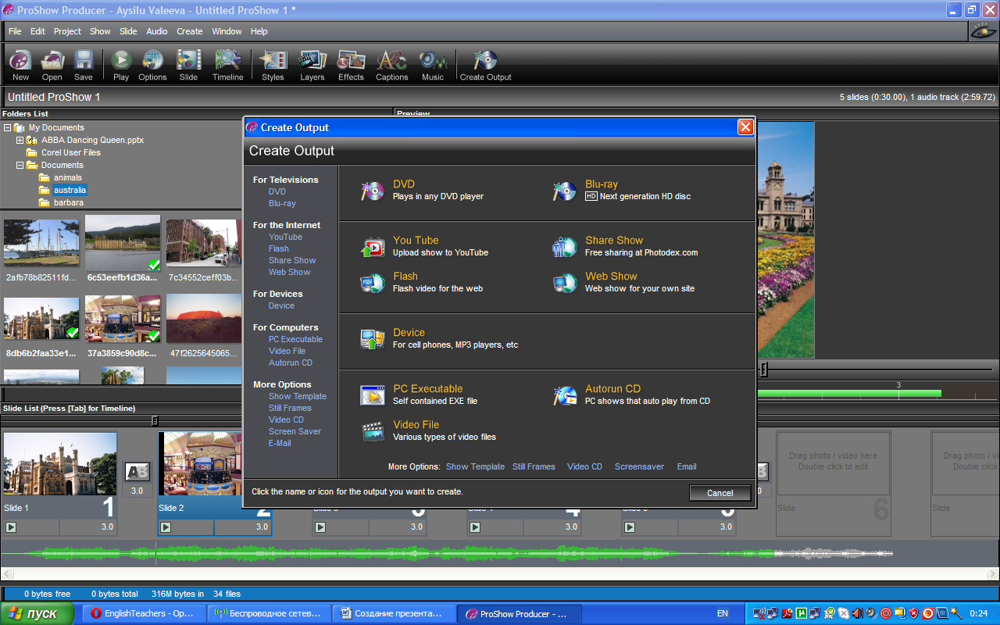 ProShow Producer - Aysilu Valeeva - Untitled ProShow 1 *
File Edit Project Show Slide Audio Create Window Help
New Open Save Play Options Slide Timeline Styles Layers Effects Captions Music Create Output
Untitled ProShow 1
5 slides (0:30.00), 1 audio track (2:59.72)
Folders List
Preview
My Documents
ABBA Dancing Queen.pptx
Corel User Files
Documents
animals
australia
barbara
2afb78b82511fd...
6c53eefb1d36a...
7c34552ceff03b...
8db6b2faa33e1...
37a3859c90d8c...
47f2625645065...
Create Output
Create Output
For Televisions
DVD
Blu-ray
For the Internet
YouTube
Flash
Share Show
Web Show
For Devices
Device
For Computers
PC Executable
Video File
Autorun CD
More Options
Show Template
Still Frames
Video CD
Screen Saver
E-Mail
DVD
Plays in any DVD player
Blu-ray
HD Next generation HD disc
You Tube
Upload show to YouTube
Share Show
Free sharing at Photodex.com
Flash
Flash video for the web
Web Show
Web show for your own site
Device
For cell phones, MP3 players, etc
PC Executable
Self contained EXE file
Autorun CD
PC shows that auto play from CD
Video File
Various types of video files
More Options: Show Template Still Frames Video CD Screensaver Email
Click the name or icon for the output you want to create.
Cancel
3
Slide List (Press [Tab] for Timeline)
AB
3.0
Slide 1
1
3.0
Slide 2
2
3.0
3.0
4
3.0
3.0
Drag photo / video here
Double click to edit
Slide
6
Drag photo / vide
Double click
Slide
0 bytes free 0 bytes total 316M bytes in 34 files
пуск
EnglishTeachers - Op...
Беспроводное сетев...
Создание презента...
ProShow Producer - ...
EN
0:24